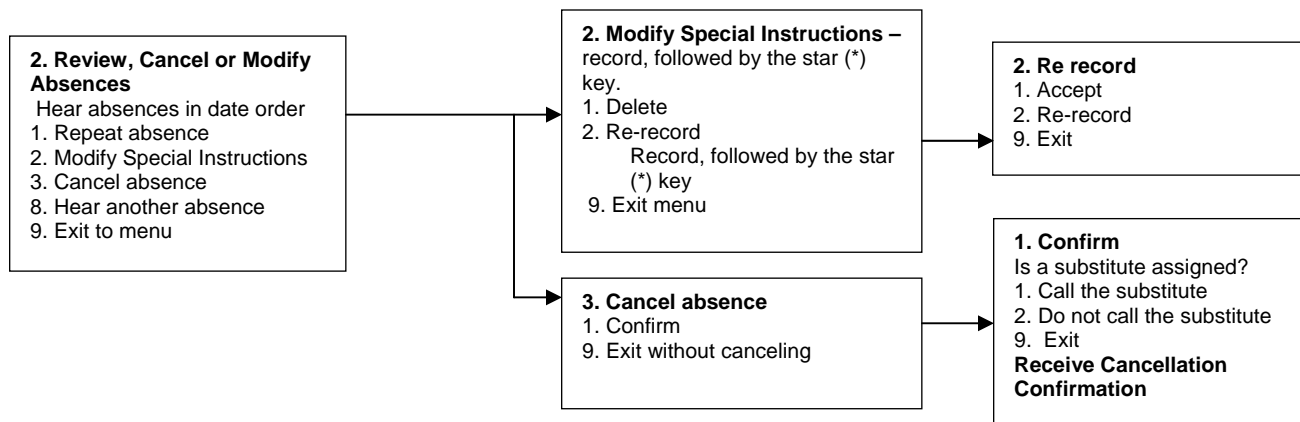 2. Review, Cancel or Modify
Absences
Hear absences in date order
1. Repeat absence
2. Modify Special Instructions
3. Cancel absence
8. Hear another absence
9. Exit to menu
2. Modify Special Instructions –
record, followed by the star (*)
key.
1. Delete
2. Re-record
Record, followed by the star
(*) key
9. Exit menu
2. Re record
1. Accept
2. Re-record
9. Exit
3. Cancel absence
1. Confirm
9. Exit without canceling
1. Confirm
Is a substitute assigned?
1. Call the substitute
2. Do not call the substitute
9. Exit
Receive Cancellation
Confirmation